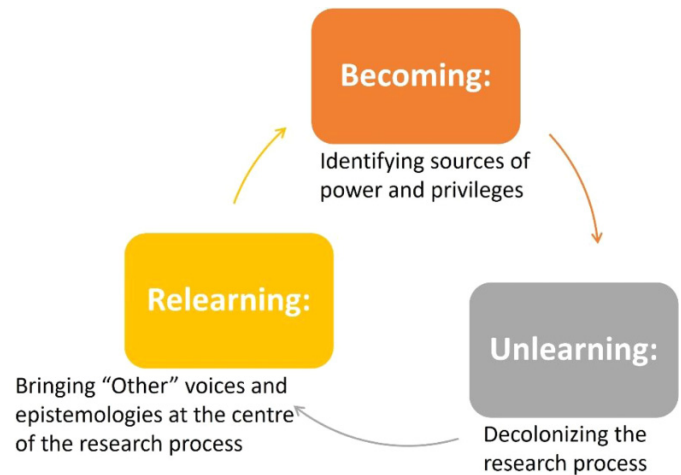 Becoming:
Identifying sources of
power and privileges
Relearning:
Bringing “Other” voices and
epistemologies at the centre
of the research process
Unlearning:
Decolonizing the
research process